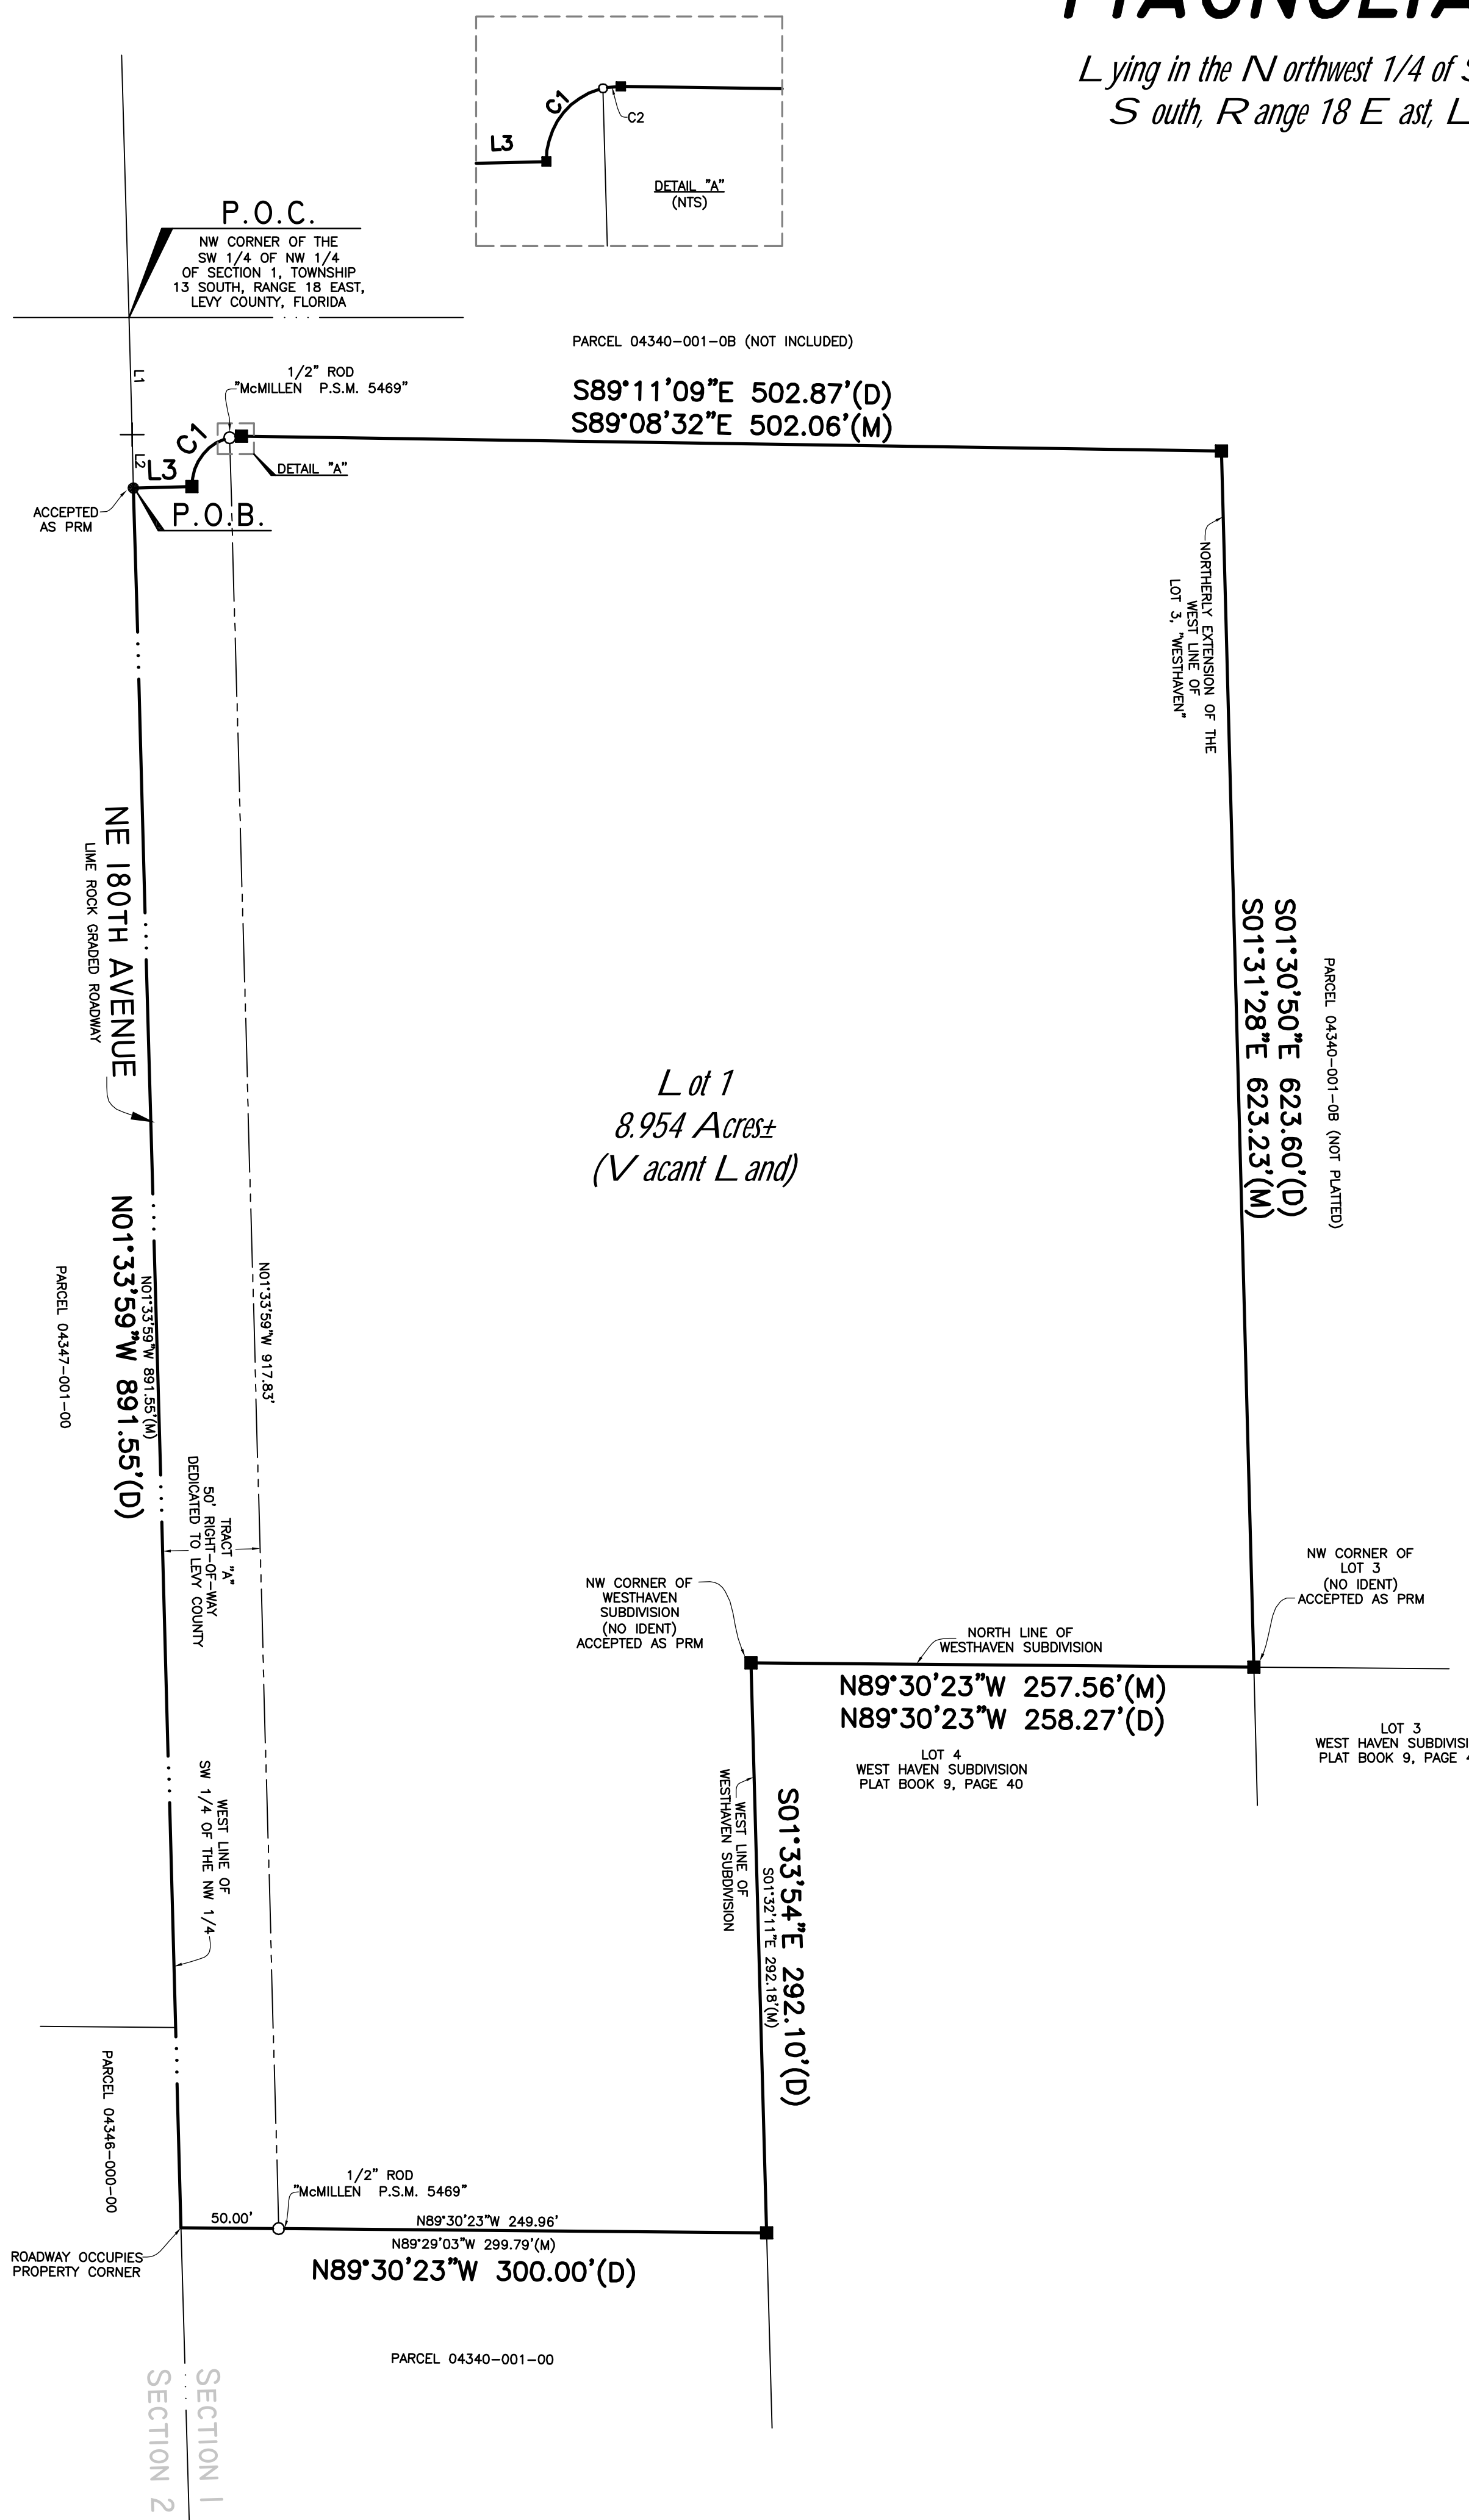 Lying in the Northwest 1/4 of
South, Range 18 East,
C1
C2
L3
DETAIL "A"
(NTS)
P.O.C.
NW CORNER OF THE
SW 1/4 OF NW 1/4
OF SECTION 1, TOWNSHIP
13 SOUTH, RANGE 18 EAST,
LEVY COUNTY, FLORIDA
PARCEL 04340-001-0B (NOT INCLUDED)
L1
1/2" ROD
"McMILLEN P.S.M. 5469"
S89°11'09"E 502.87'(D)
S89°08'32"E 502.06'(M)
C1
L2
L3
DETAIL "A"
ACCEPTED
AS PRM
P.O.B.
NORTHERLY EXTENSION OF THE
WEST LINE OF
LOT 3, "WESTHAVEN"
NE 180TH AVENUE
LIME ROCK GRADED ROADWAY
S01°30'50"E 623.60'(D)
S01°31'28"E 623.23'(M)
PARCEL 04340-001-0B (NOT PLATTED)
Lot 1
8.954 Acres±
(Vacant Land)
N01°33'59"W 891.55'(D)
N01°33'59"W 891.55'(M)
N01°33'59"W 917.83'
PARCEL 04347-001-00
TRACT "A"
50' RIGHT-OF-WAY
DEDICATED TO LEVY COUNTY
NW CORNER OF
WESTHAVEN
SUBDIVISION
(NO IDENT)
ACCEPTED AS PRM
NW CORNER OF
LOT 3
(NO IDENT)
ACCEPTED AS PRM
NORTH LINE OF
WESTHAVEN SUBDIVISION
N89°30'23"W 257.56'(M)
N89°30'23"W 258.27'(D)
LOT 4
WEST HAVEN SUBDIVISION
PLAT BOOK 9, PAGE 40
LOT 3
WEST HAVEN SUBDIVISI
PLAT BOOK 9, PAGE
WEST LINE OF
WESTHAVEN SUBDIVISION
S01°33'54"E 292.10'(D)
S01°32'11"E 292.18'(M)
WEST LINE OF
SW 1/4 OF THE NW 1/4
PARCEL 04346-000-00
1/2" ROD
"McMILLEN P.S.M. 5469"
50.00'
N89°30'23"W 249.96'
N89°29'03"W 299.79'(M)
N89°30'23"W 300.00'(D)
ROADWAY OCCUPIES
PROPERTY CORNER
PARCEL 04340-001-00
SECTION 1
SECTION 2